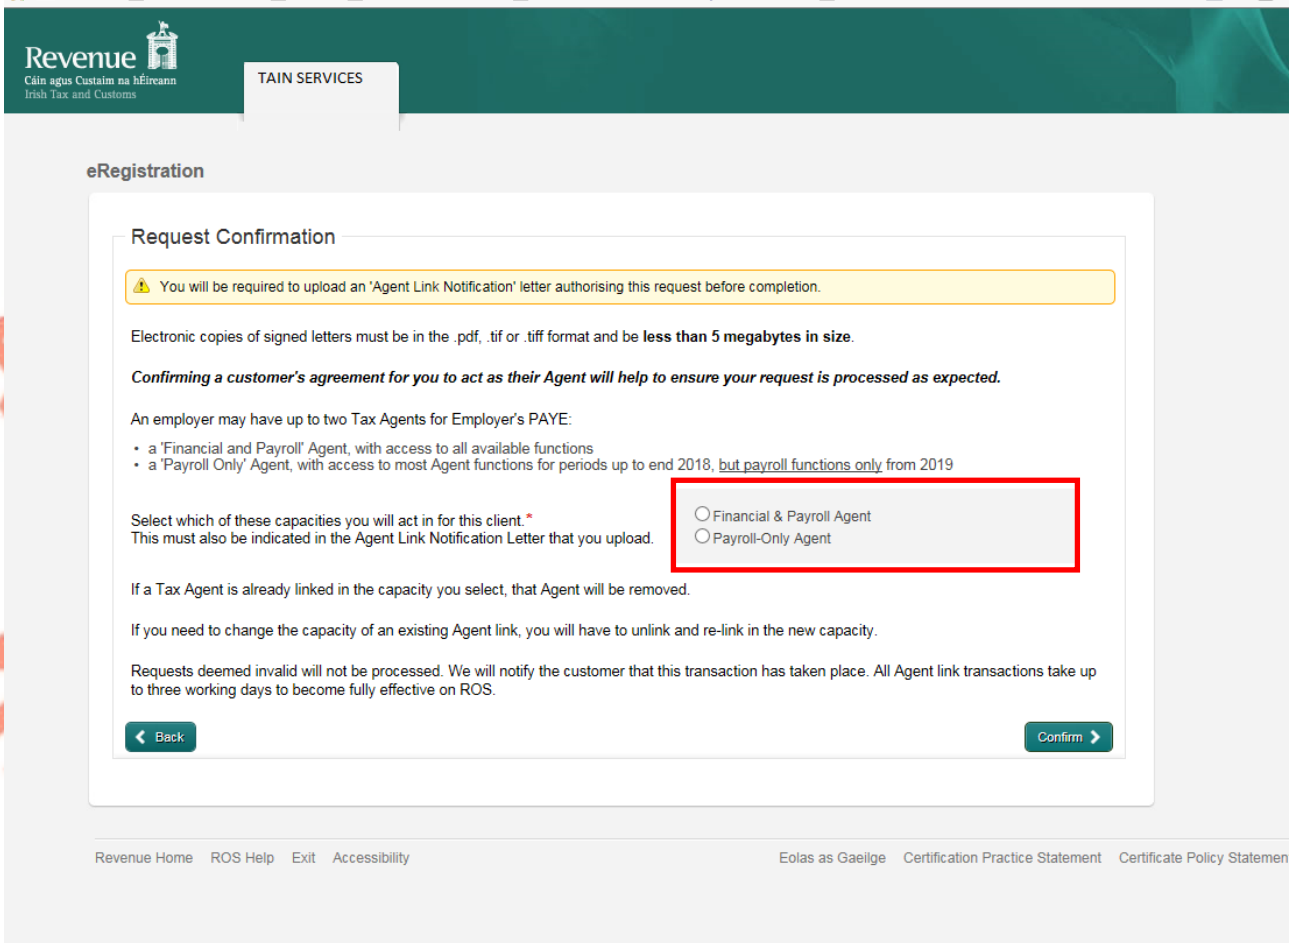 Revenue
Cáin agus Custaim na hÉireann
Irish Tax and Customs
TAIN SERVICES
eRegistration
Request Confirmation
You will be required to upload an 'Agent Link Notification' letter authorising this request before completion.
Electronic copies of signed letters must be in the .pdf, .tif or .tiff format and be less than 5 megabytes in size.
Confirming a customer's agreement for you to act as their Agent will help to ensure your request is processed as expected.
An employer may have up to two Tax Agents for Employer's PAYE:
• a 'Financial and Payroll' Agent, with access to all available functions
• a 'Payroll Only' Agent, with access to most Agent functions for periods up to end 2018, but payroll functions only from 2019
Select which of these capacities you will act in for this client.*
This must also be indicated in the Agent Link Notification Letter that you upload.
Financial & Payroll Agent
Payroll-Only Agent
If a Tax Agent is already linked in the capacity you select, that Agent will be removed.
If you need to change the capacity of an existing Agent link, you will have to unlink and re-link in the new capacity.
Requests deemed invalid will not be processed. We will notify the customer that this transaction has taken place. All Agent link transactions take up
to three working days to become fully effective on ROS.
Back
Confirm
Revenue Home ROS Help Exit Accessibility
Eolas as Gaeilge Certification Practice Statement Certificate Policy Statemen